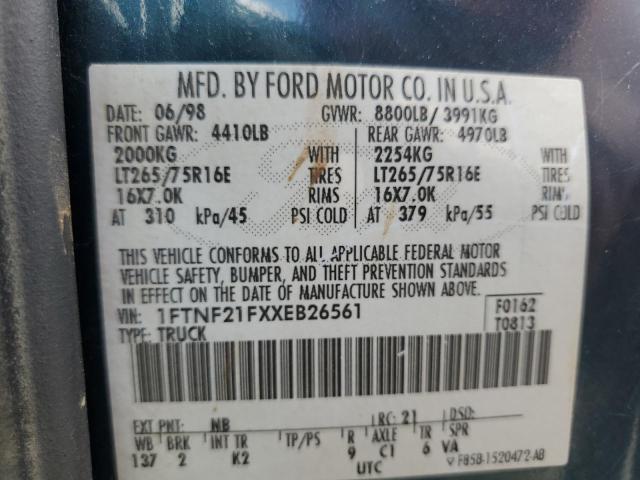 MFD. BY FORD MOTOR CO. IN U.S.A.
DATE: 06/98 GVWR: 8800LB/3991KG
FRONT GAWR: 4410LB REAR GAWR: 4970LB
2000KG WITH 2254KG WITH
LT265/75R16E TIRES LT265/75R16E TIRES
16X7.0K RIMS 16X7.0K RIMS
AT 310 kPa/45 PSI COLD AT 379 kPa/55 PSI COLD
THIS VEHICLE CONFORMS TO ALL APPLICABLE FEDERAL MOTOR
VEHICLE SAFETY, BUMPER, AND THEFT PREVENTION STANDARDS
IN EFFECT ON THE DATE OF MANUFACTURE SHOWN ABOVE.
VIN: 1FTNF21FXXEB26561 F0162
TYPE: TRUCK T0813
EXT PNT: NB RC: 21 DSO:
WB BRK INT TR TP/PS R AXLE TR SPR
137 2 K2 9 C1 6 VA
UTC F85B-1520472-AB